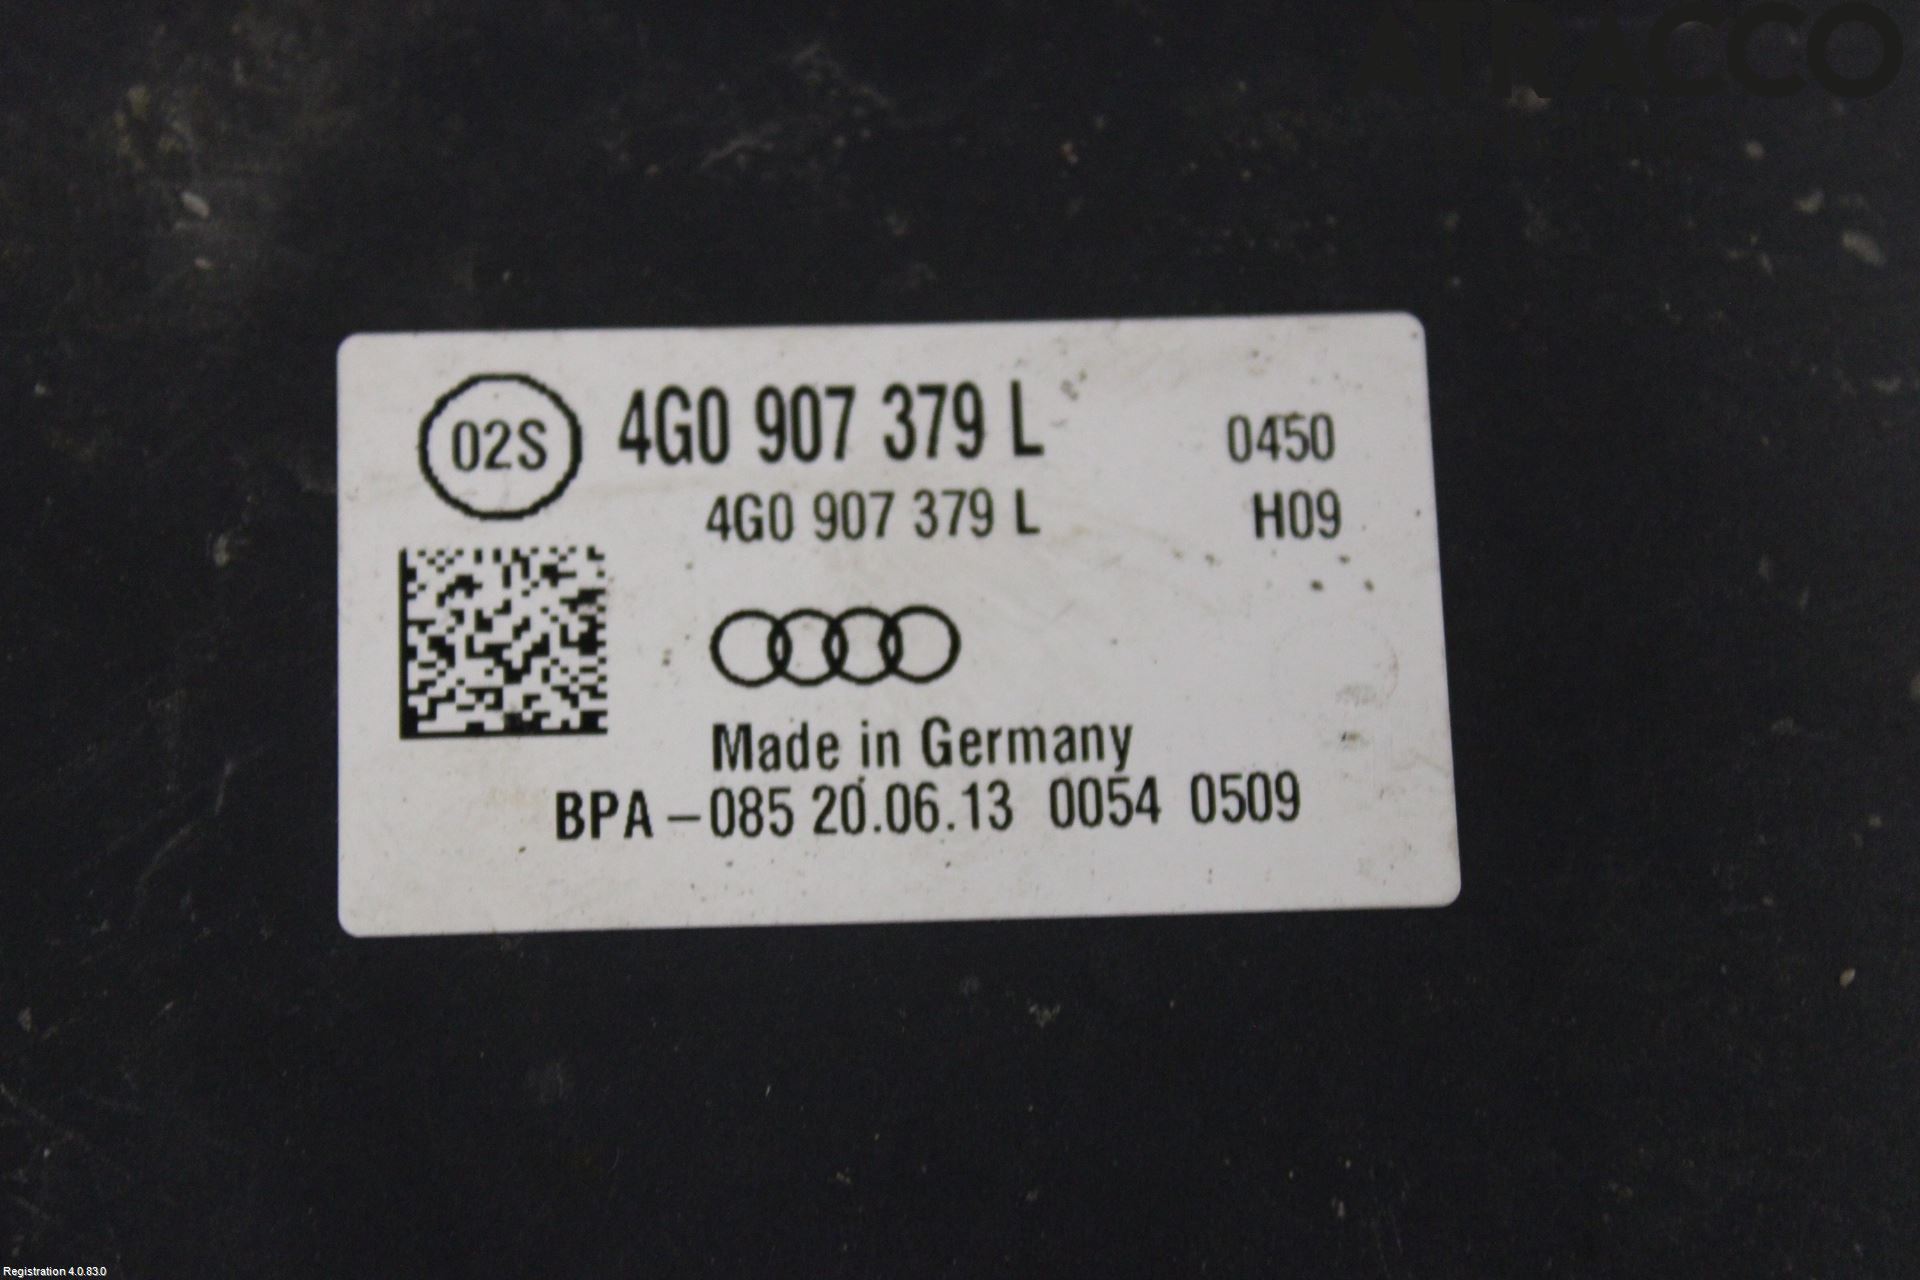 ATRACCO
02S 4G0 907 379 L 0450
4G0 907 379 L H09
Made in Germany
BPA-085 20.06.13 0054 0509
Registration 4.0.83.0